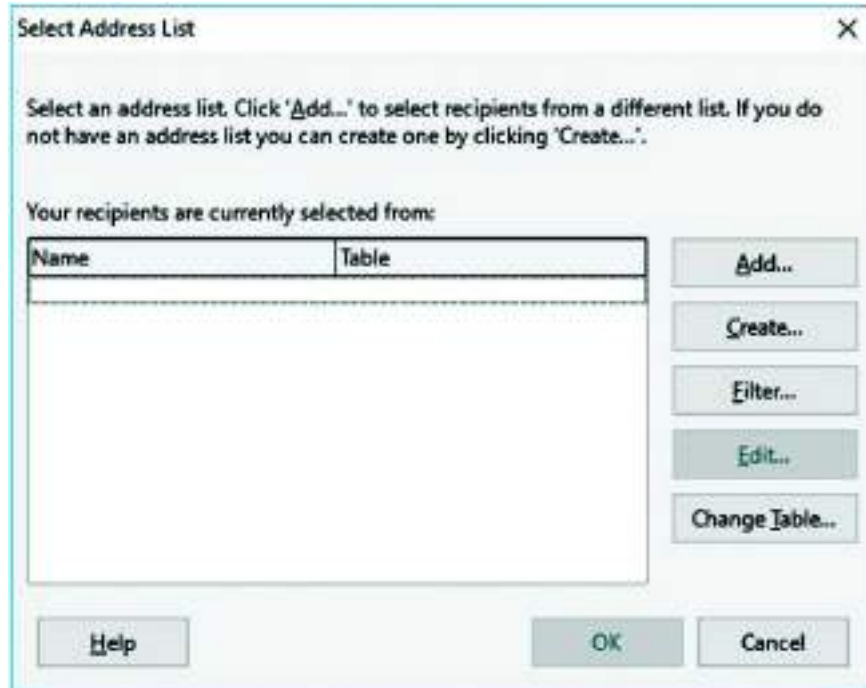 Select Address List
Select an address list. Click 'Add...' to select recipients from a different list. If you do
not have an address list you can create one by clicking 'Create...'.
Your recipients are currently selected from:
Name Table
Add...
Create...
Filter...
Edit...
Change Table...
Help OK Cancel